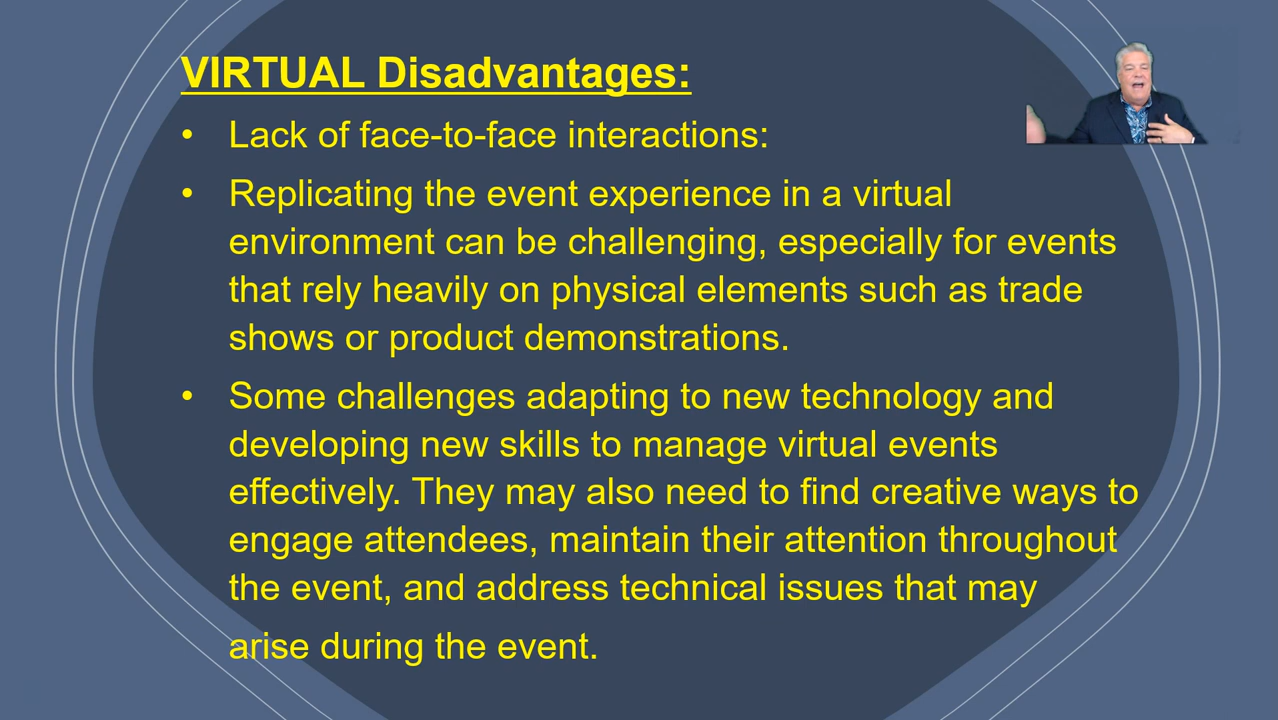 VIRTUAL Disadvantages:
• Lack of face-to-face interactions:
• Replicating the event experience in a virtual
environment can be challenging, especially for events
that rely heavily on physical elements such as trade
shows or product demonstrations.
• Some challenges adapting to new technology and
developing new skills to manage virtual events
effectively. They may also need to find creative ways to
engage attendees, maintain their attention throughout
the event, and address technical issues that may
arise during the event.